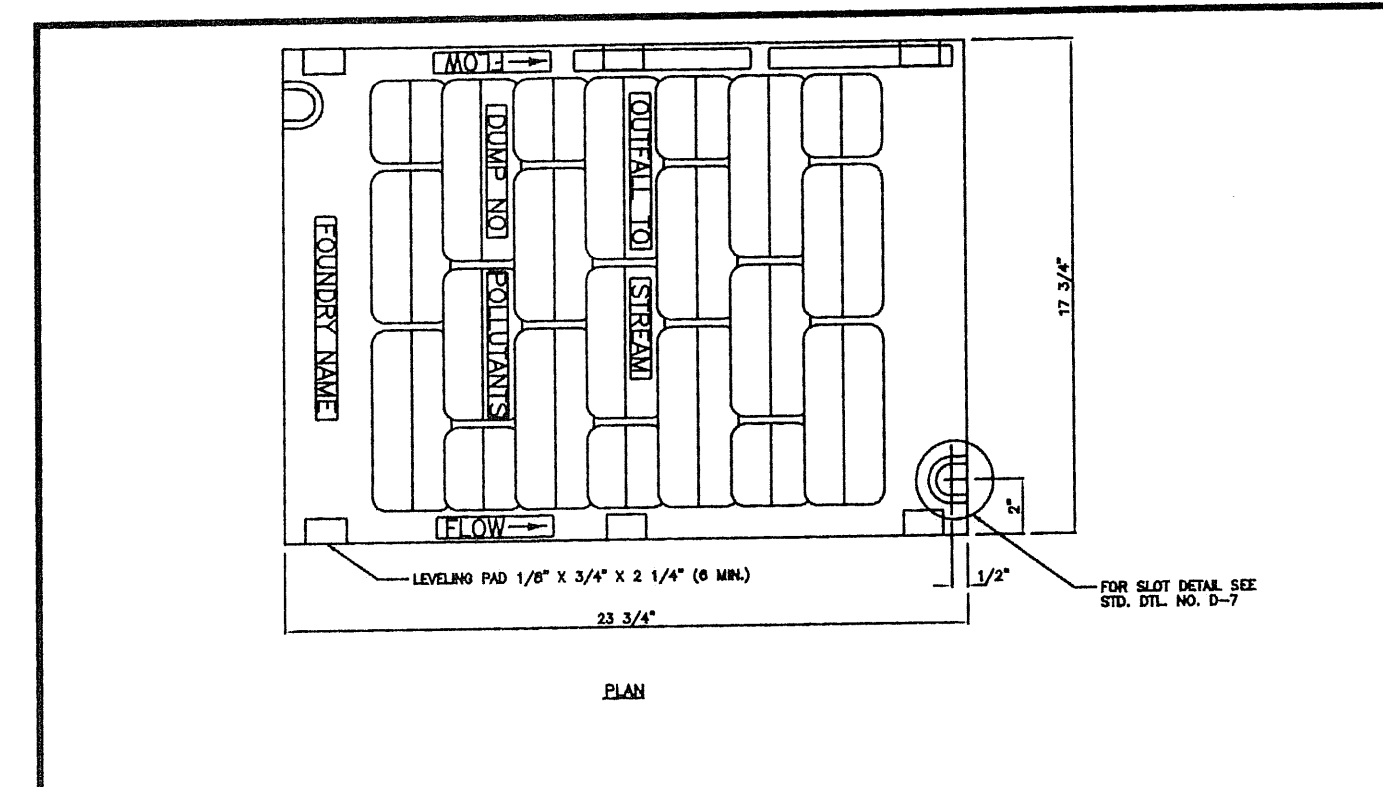 FLOW
DUMP NO
POLLUTANTS
OUTFALL TO
STREAM
FOUNDRY NAME
17 3/4"
FLOW
2"
LEVELING PAD 1/8" X 3/4" X 2 1/4" (6 MIN.)
1/2"
FOR SLOT DETAIL SEE
STD. DTL. NO. D-7
23 3/4"
PLAN